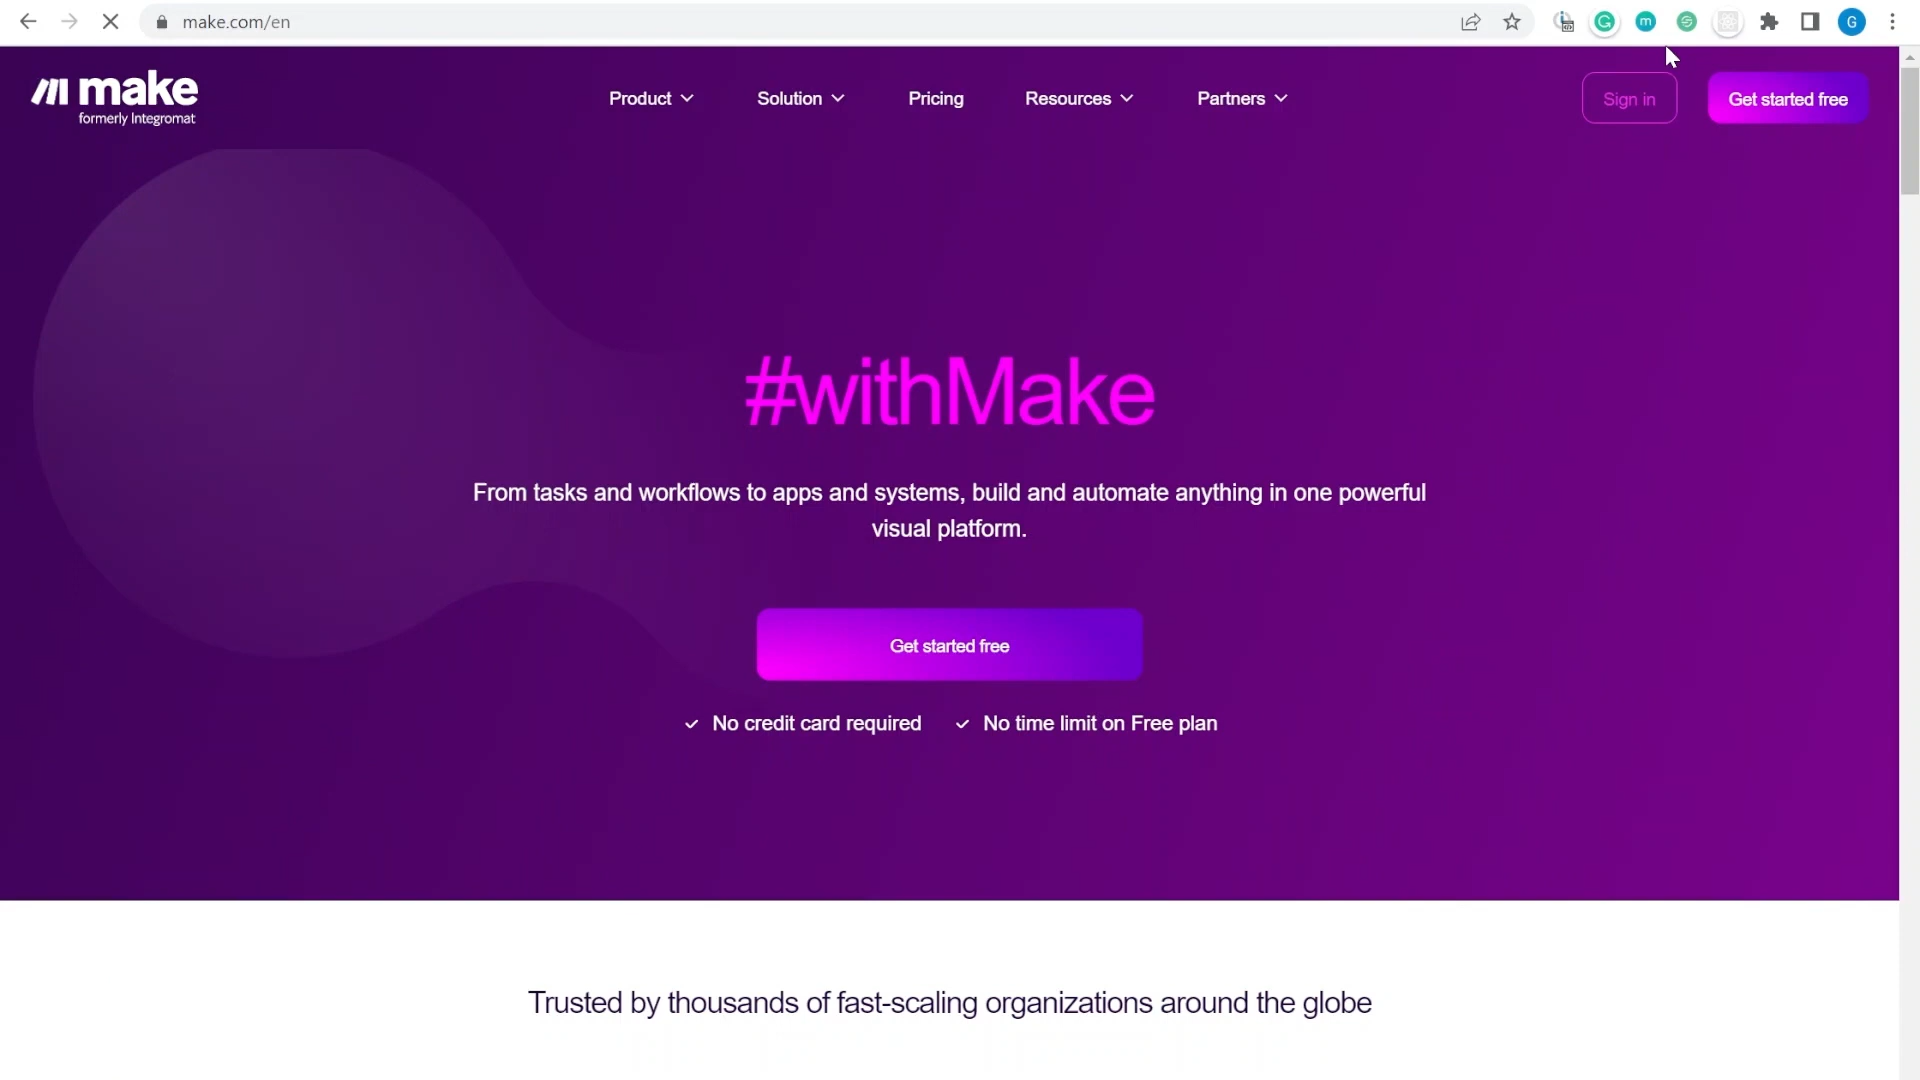 make.com/en
G
make
formerly Integromat
Product
Solution
Pricing
Resources
Partners
Sign in
Get started free
#withMake
From tasks and workflows to apps and systems, build and automate anything in one powerful
visual platform.
Get started free
No credit card required
No time limit on Free plan
Trusted by thousands of fast-scaling organizations around the globe